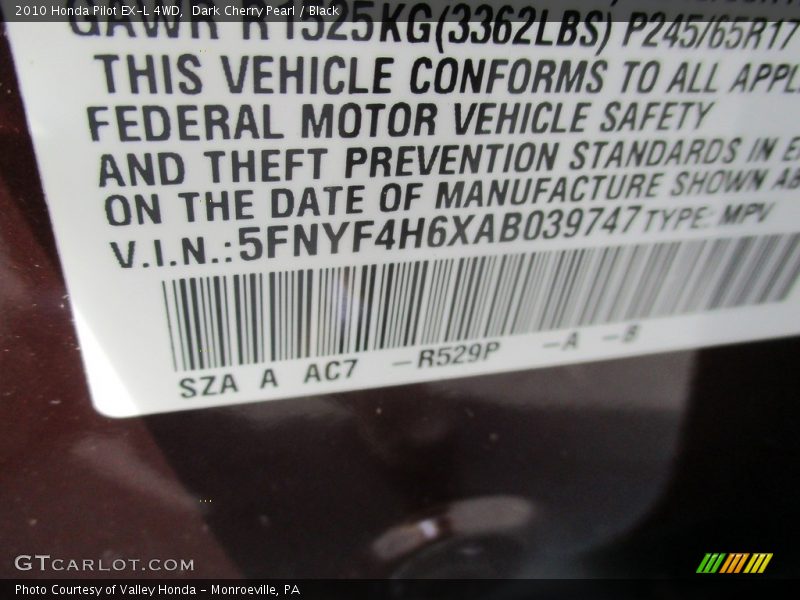 2010 Honda Pilot EX-L 4WD, Dark Cherry Pearl / Black
GAWR R1525KG(3362LBS) P245/65R17
THIS VEHICLE CONFORMS TO ALL APPL
FEDERAL MOTOR VEHICLE SAFETY
AND THEFT PREVENTION STANDARDS IN E
ON THE DATE OF MANUFACTURE SHOWN AB
V.I.N.:5FNYF4H6XAB039747 TYPE: MPV
SZA A AC7 -R529P -A -B
GTCARLOT.COM
Photo Courtesy of Valley Honda - Monroeville, PA